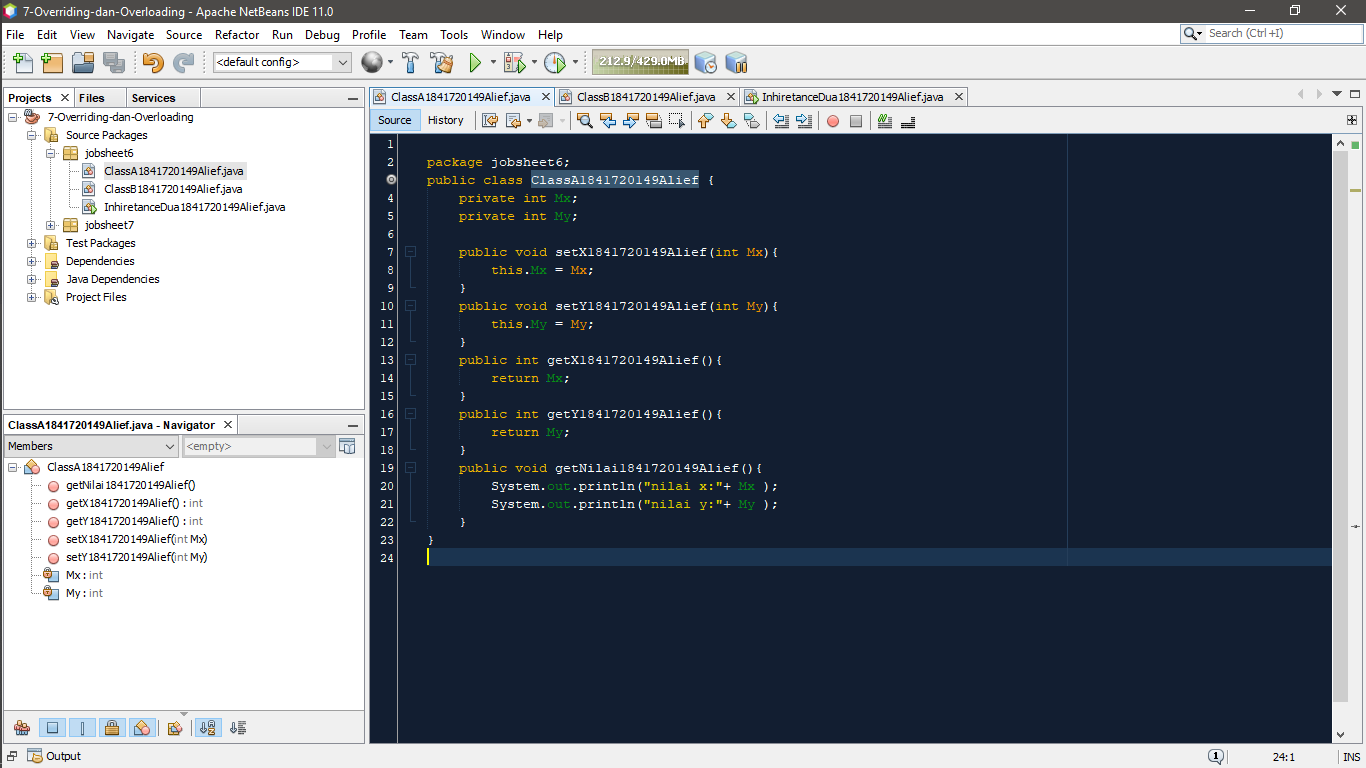 7-Overriding-dan-Overloading - Apache NetBeans IDE 11.0
File Edit View Navigate Source Refactor Run Debug Profile Team Tools Window Help
Search (Ctrl+I)
<default config>
212.9/429.0MB
Projects Files Services
7-Overriding-dan-Overloading
Source Packages
jobsheet6
ClassA1841720149Alief.java
ClassB1841720149Alief.java
InhiretanceDua1841720149Alief.java
jobsheet7
Test Packages
Dependencies
Java Dependencies
Project Files
ClassA1841720149Alief.java - Navigator
Members
<empty>
ClassA1841720149Alief
getNilai1841720149Alief()
getX1841720149Alief() : int
getY1841720149Alief() : int
setX1841720149Alief(int Mx)
setY1841720149Alief(int My)
Mx : int
My : int
ClassA1841720149Alief.java ClassB1841720149Alief.java InhiretanceDua1841720149Alief.java
Source History
1
2 package jobsheet6;
public class ClassA1841720149Alief {
4 private int Mx;
5 private int My;
6
7 public void setX1841720149Alief(int Mx){
8 this.Mx = Mx;
9 }
10 public void setY1841720149Alief(int My){
11 this.My = My;
12 }
13 public int getX1841720149Alief(){
14 return Mx;
15 }
16 public int getY1841720149Alief(){
17 return My;
18 }
19 public void getNilai1841720149Alief(){
20 System.out.println("nilai x:"+ Mx );
21 System.out.println("nilai y:"+ My );
22 }
23 }
24
Output
1
24:1
INS